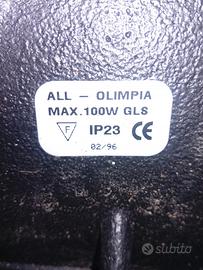 ALL - OLIMPIA
MAX.100W GLS
F IP23 CE
02/96
subito